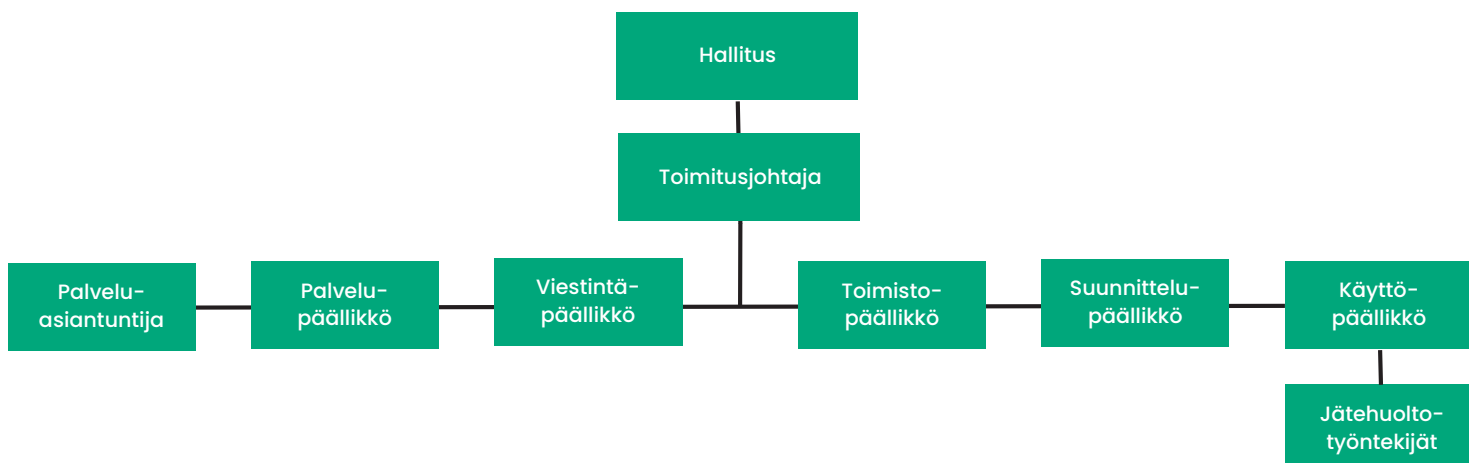 Hallitus
Toimitusjohtaja
Palvelu-
asiantuntija
Palvelu-
päällikkö
Viestintä-
päällikkö
Toimisto-
päällikkö
Suunnittelu-
päällikkö
Käyttö-
päällikkö
Jätehuolto-
työntekijät